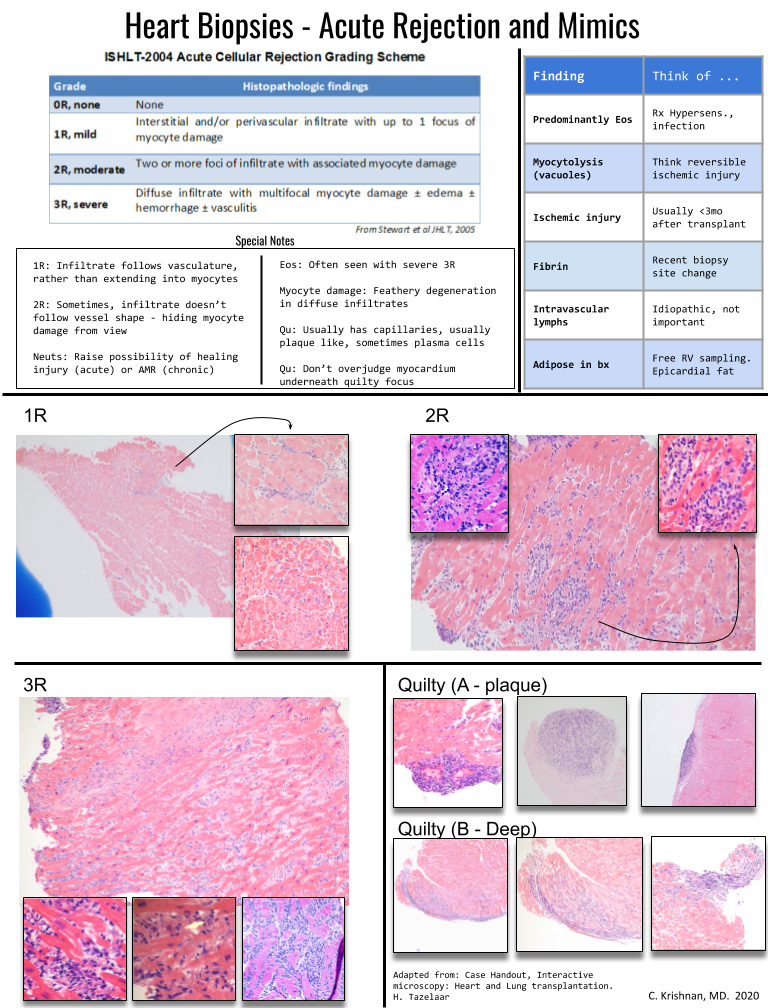 Heart Biopsies - Acute Rejection and Mimics
ISHLT-2004 Acute Cellular Rejection Grading Scheme
Grade Histopathologic findings
0R, none None
1R, mild Interstitial and/or perivascular infiltrate with up to 1 focus of
myocyte damage
2R, moderate Two or more foci of infiltrate with associated myocyte damage
3R, severe Diffuse infiltrate with multifocal myocyte damage ± edema ±
hemorrhage ± vasculitis
From Stewart et al JHLT, 2005
Finding Think of ...
Predominantly Eos Rx Hypersens.,
infection
Myocytolysis
(vacuoles) Think reversible
ischemic injury
Ischemic injury Usually <3mo
after transplant
Fibrin Recent biopsy
site change
Intravascular
lymphs Idiopathic, not
important
Adipose in bx Free RV sampling.
Epicardial fat
Special Notes
1R: Infiltrate follows vasculature,
rather than extending into myocytes
2R: Sometimes, infiltrate doesn't
follow vessel shape - hiding myocyte
damage from view
Neuts: Raise possibility of healing
injury (acute) or AMR (chronic)
Eos: Often seen with severe 3R
Myocyte damage: Feathery degeneration
in diffuse infiltrates
Qu: Usually has capillaries, usually
plaque like, sometimes plasma cells
Qu: Don't overjudge myocardium
underneath quilty focus
1R
2R
3R
Quilty (A - plaque)
Quilty (B - Deep)
Adapted from: Case Handout, Interactive
microscopy: Heart and Lung transplantation.
H. Tazelaar
C. Krishnan, MD. 2020